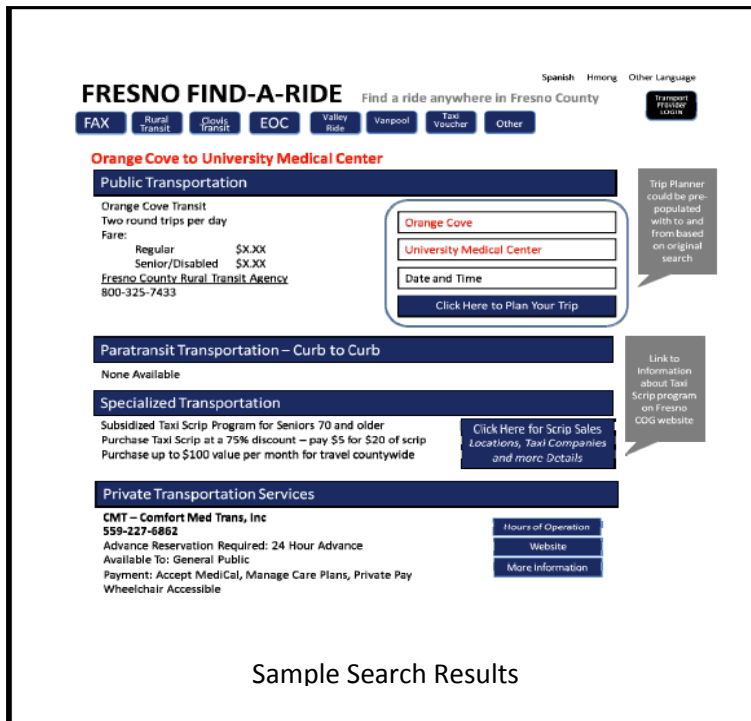 Spanish Hmong Other Language
FRESNO FIND-A-RIDE Find a ride anywhere in Fresno County
Transport
Provider
LOGIN
FAX
Rural
Transit
Clovis
Transit
EOC
Valley
Ride
Vanpool
Taxi
Voucher
Other
Orange Cove to University Medical Center
Public Transportation
Orange Cove Transit
Two round trips per day
Fare:
Regular $X.XX
Senior/Disabled $X.XX
Fresno County Rural Transit Agency
800-325-7433
Orange Cove
University Medical Center
Date and Time
Click Here to Plan Your Trip
Trip Planner
could be pre-
populated
with to and
from based
on original
search
Paratransit Transportation – Curb to Curb
None Available
Link to
Information
about Taxi
Scrip program
on Fresno
COG website
Specialized Transportation
Subsidized Taxi Scrip Program for Seniors 70 and older
Purchase Taxi Scrip at a 75% discount – pay $5 for $20 of scrip
Purchase up to $100 value per month for travel countywide
Click Here for Scrip Sales
Locations, Taxi Companies
and more Details
Private Transportation Services
CMT – Comfort Med Trans, Inc
559-227-6862
Advance Reservation Required: 24 Hour Advance
Available To: General Public
Payment: Accept MediCal, Manage Care Plans, Private Pay
Wheelchair Accessible
Hours of Operation
Website
More Information
Sample Search Results